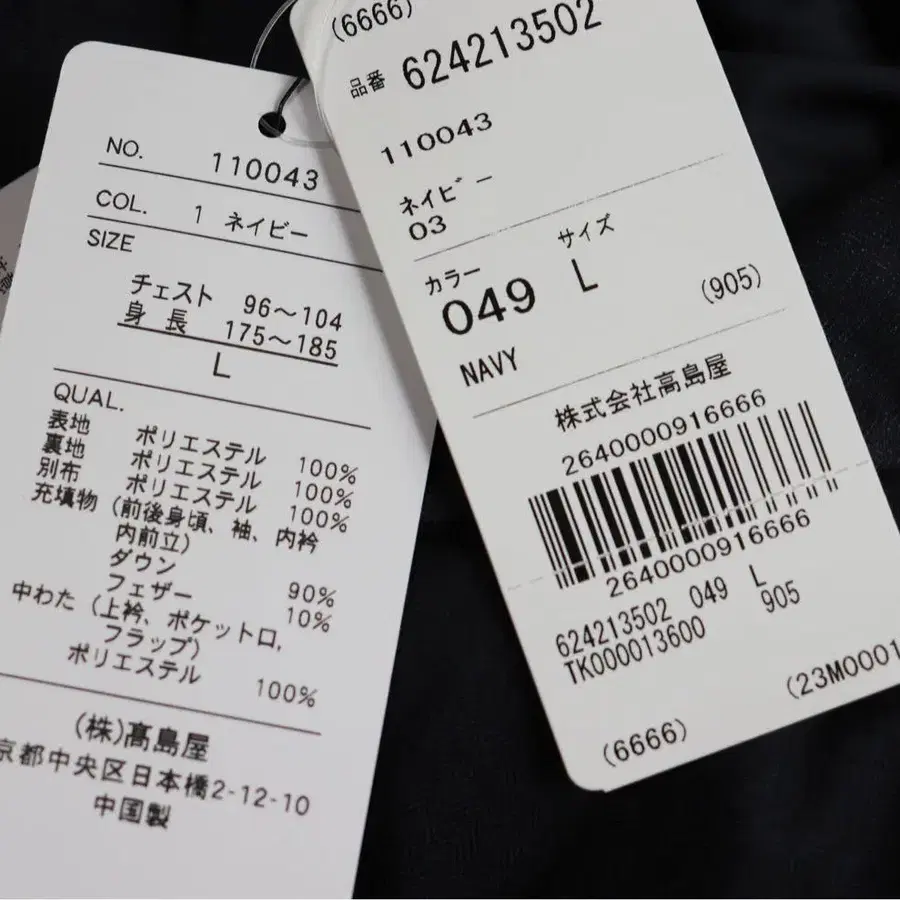 NO. 110043
COL. 1 ネイビー
SIZE
チェスト 96～104
身長 175～185
L
QUAL.
表地 ポリエステル 100%
裏地 ポリエステル 100%
別布 ポリエステル 100%
充填物 (前後身頃、袖、内衿
内前立)
ダウン 90%
フェザー 10%
中わた (上衿、ポケット口,
フラップ)
ポリエステル 100%
(株)髙島屋
京都中央区日本橋2-12-10
中国製
(6666)
品番 624213502
110043
ネイビー
03
カラー サイズ
049 L (905)
NAVY
株式会社高島屋
2640000916666
2640000916666
624213502 049 L
TK000013600 905
(23M0001
(6666)